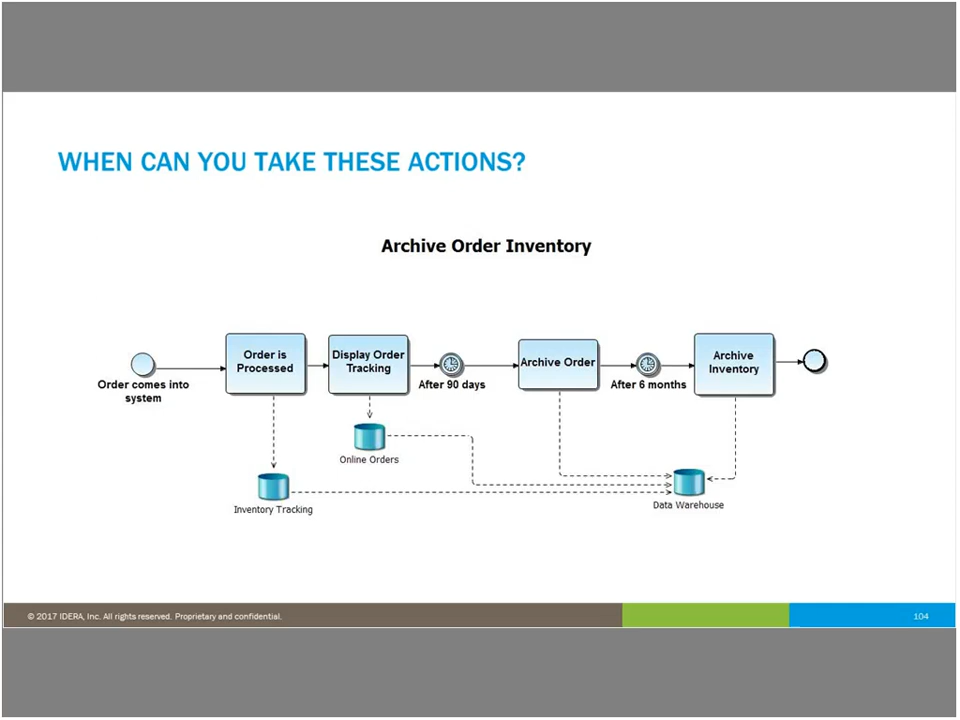 WHEN CAN YOU TAKE THESE ACTIONS?
Archive Order Inventory
Order comes into
system
Order is
Processed
Display Order
Tracking
After 90 days
Archive Order
After 6 months
Archive
Inventory
Online Orders
Inventory Tracking
Data Warehouse
© 2017 IDERA, Inc. All rights reserved. Proprietary and confidential.
104